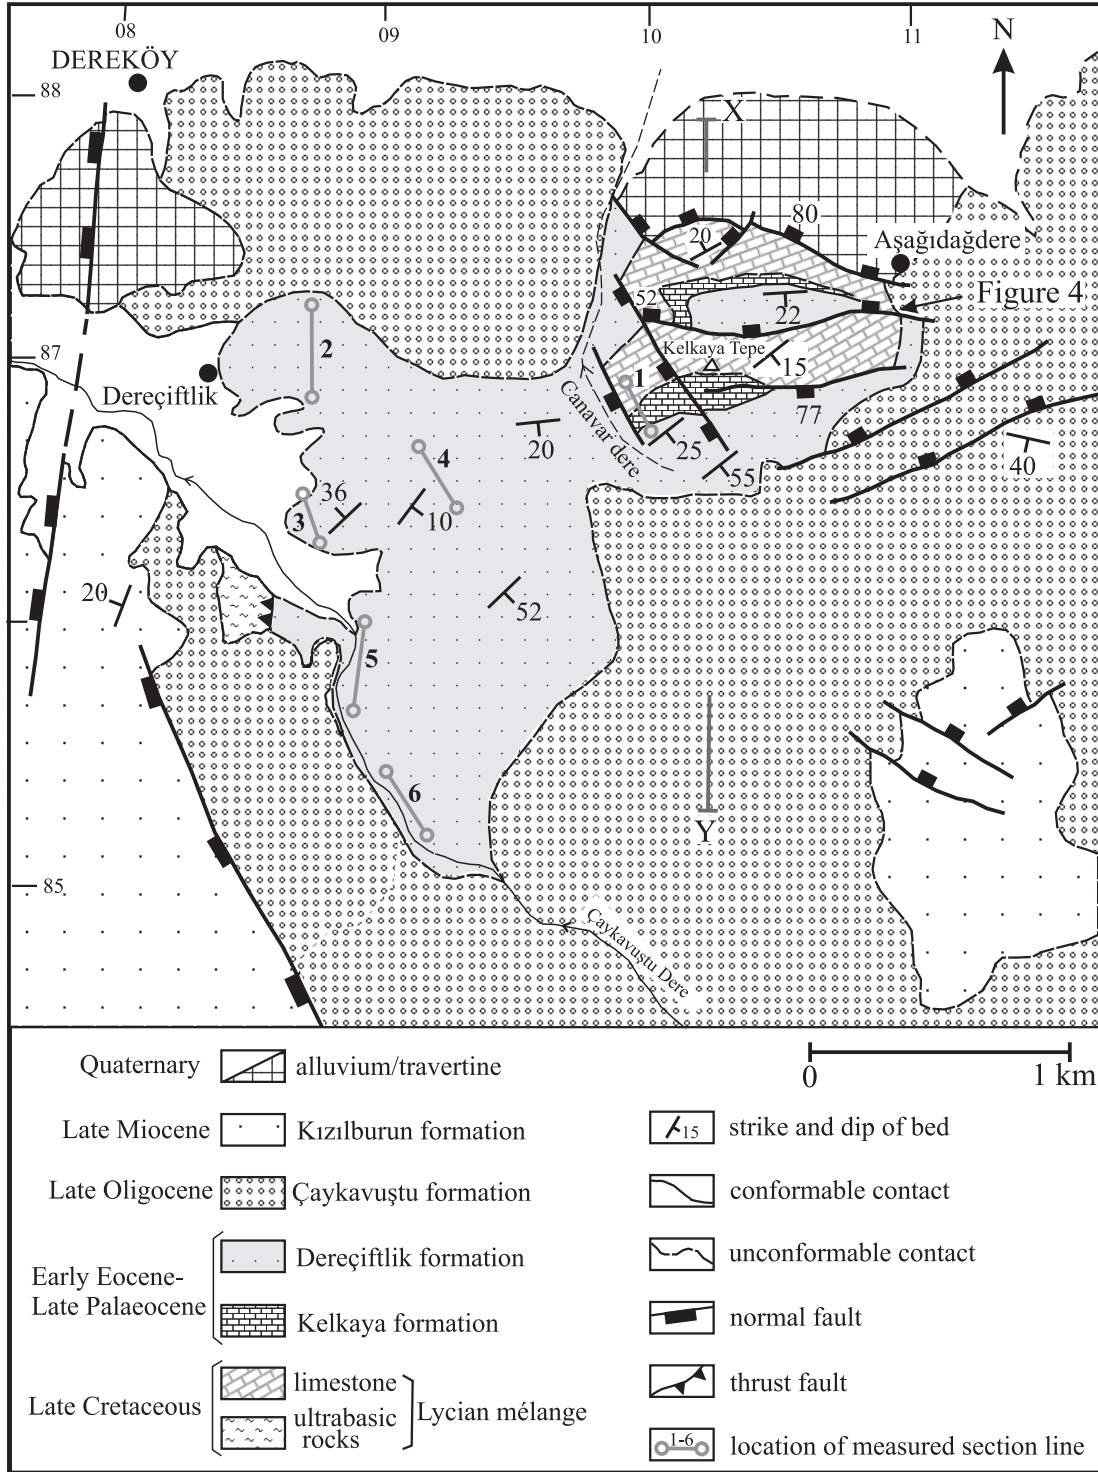 08
09
10
11
N
DEREKÖY
88
X
80
20
Aşağıdağdere
Figure 4
52
22
87
2
Kelkaya Tepe
15
Dereçiftlik
1
77
Canavar dere
4
20
25
55
40
36
3
10
20
52
5
6
Y
85
Çaykavuştu Dere
Quaternary alluvium/travertine
0 1 km
Late Miocene Kızılburun formation
15 strike and dip of bed
Late Oligocene Çaykavuştu formation
conformable contact
Early Eocene-
Late Palaeocene
Dereçiftlik formation
unconformable contact
Kelkaya formation
normal fault
Late Cretaceous
limestone
ultrabasic
rocks
Lycian mélange
thrust fault
1-6 location of measured section line